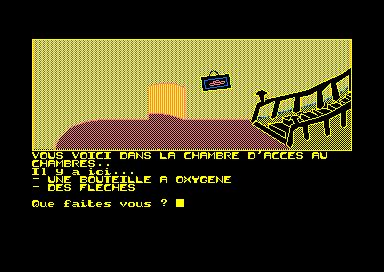 VOUS VOICI DANS LA CHAMBRE D'ACCES AU
CHAMBRES..
Il y a ici...
- UNE BOUTEILLE A OXYGENE
- DES FLECHES
Que faites vous ?